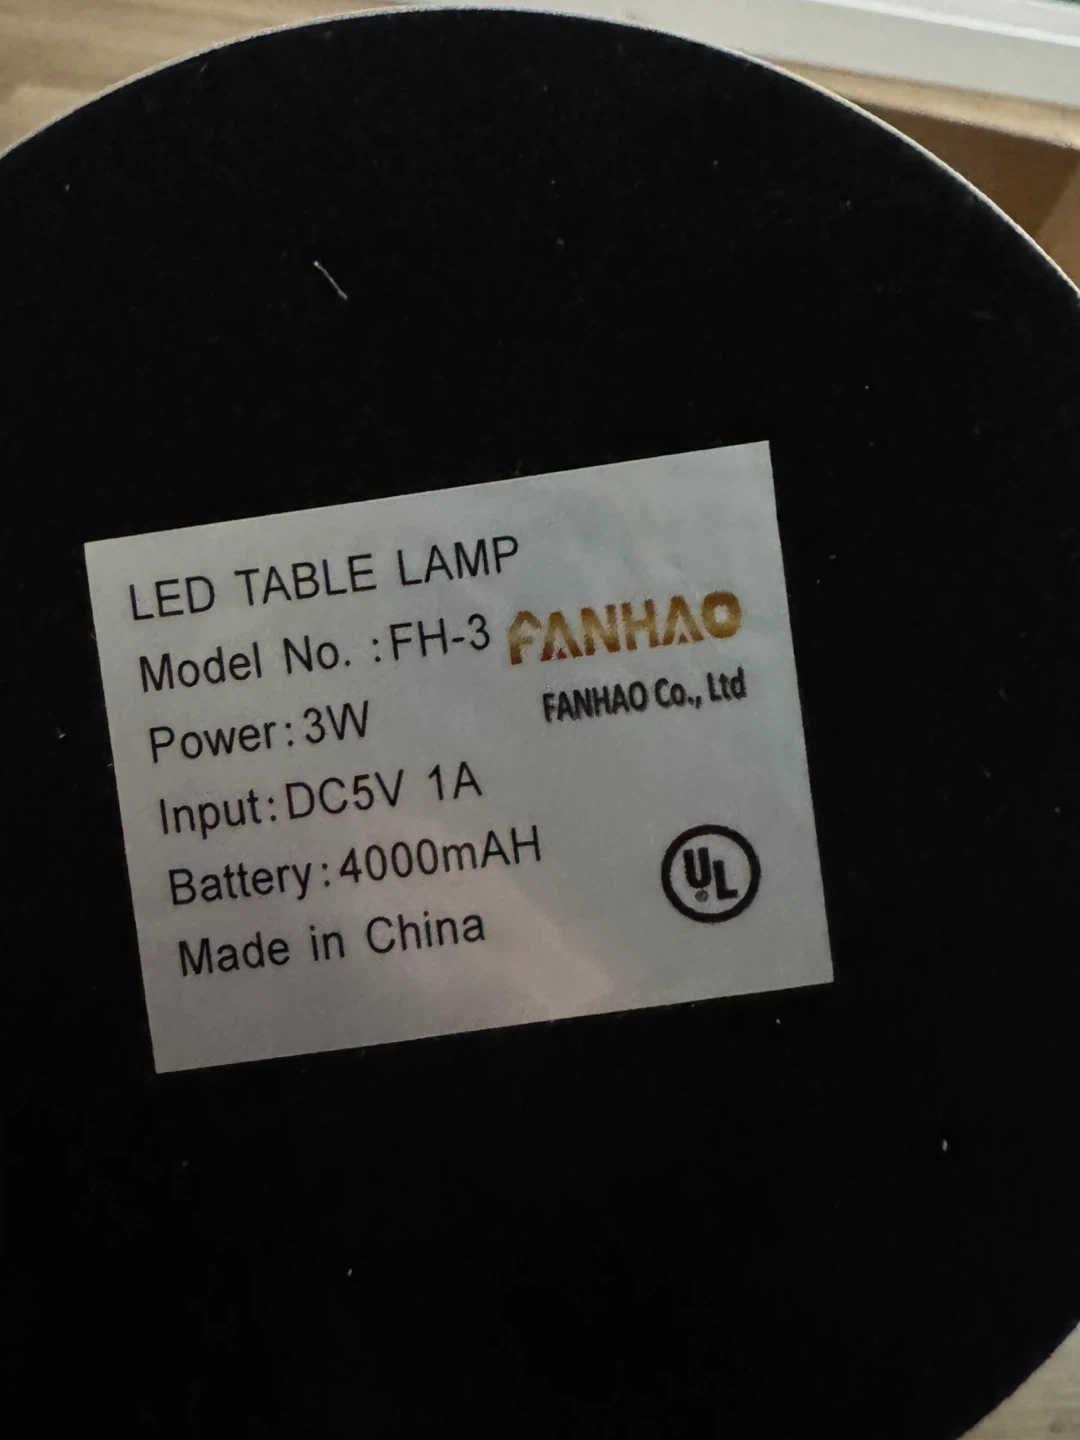 LED TABLE LAMP
Model No. :FH-3 FANHAO
FANHAO Co., Ltd
Power:3W
Input:DC5V 1A
Battery:4000mAH
Made in China
UL